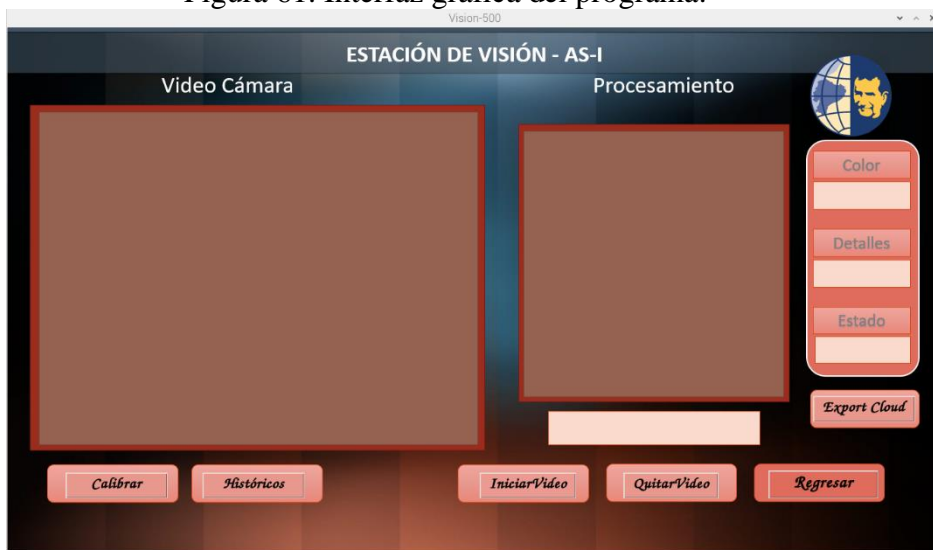 Figura 61. Interfaz gráfica del programa.
Vision-500
ESTACIÓN DE VISIÓN - AS-I
Video Cámara
Procesamiento
Color
Detalles
Estado
Export Cloud
Calibrar
Históricos
IniciarVideo
QuitarVideo
Regresar